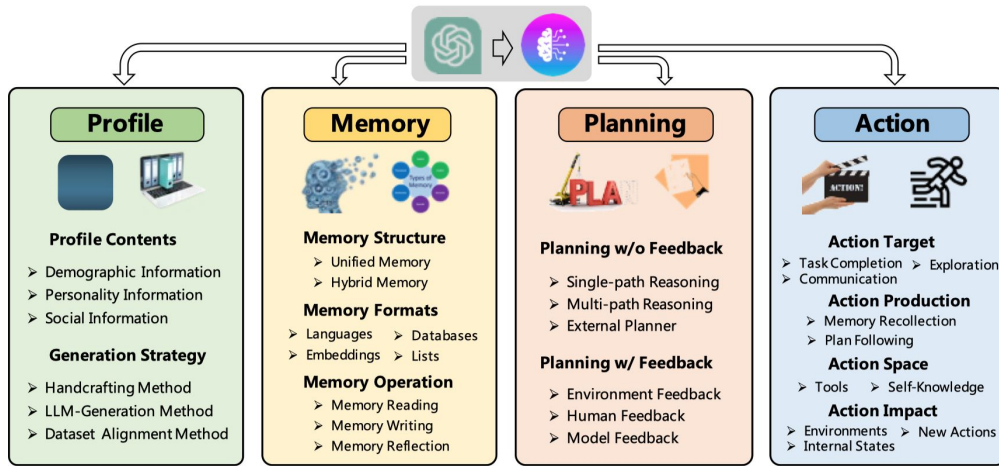 Profile
Profile Contents
➢ Demographic Information
➢ Personality Information
➢ Social Information
Generation Strategy
➢ Handcrafting Method
➢ LLM-Generation Method
➢ Dataset Alignment Method
Memory
Types of
Memory
Memory Structure
➢ Unified Memory
➢ Hybrid Memory
Memory Formats
➢ Languages ➢ Databases
➢ Embeddings ➢ Lists
Memory Operation
➢ Memory Reading
➢ Memory Writing
➢ Memory Reflection
Planning
PLAN
Planning w/o Feedback
➢ Single-path Reasoning
➢ Multi-path Reasoning
➢ External Planner
Planning w/ Feedback
➢ Environment Feedback
➢ Human Feedback
➢ Model Feedback
Action
ACTION!
Action Target
➢ Task Completion ➢ Exploration
➢ Communication
Action Production
➢ Memory Recollection
➢ Plan Following
Action Space
➢ Tools ➢ Self-Knowledge
Action Impact
➢ Environments ➢ New Actions
➢ Internal States